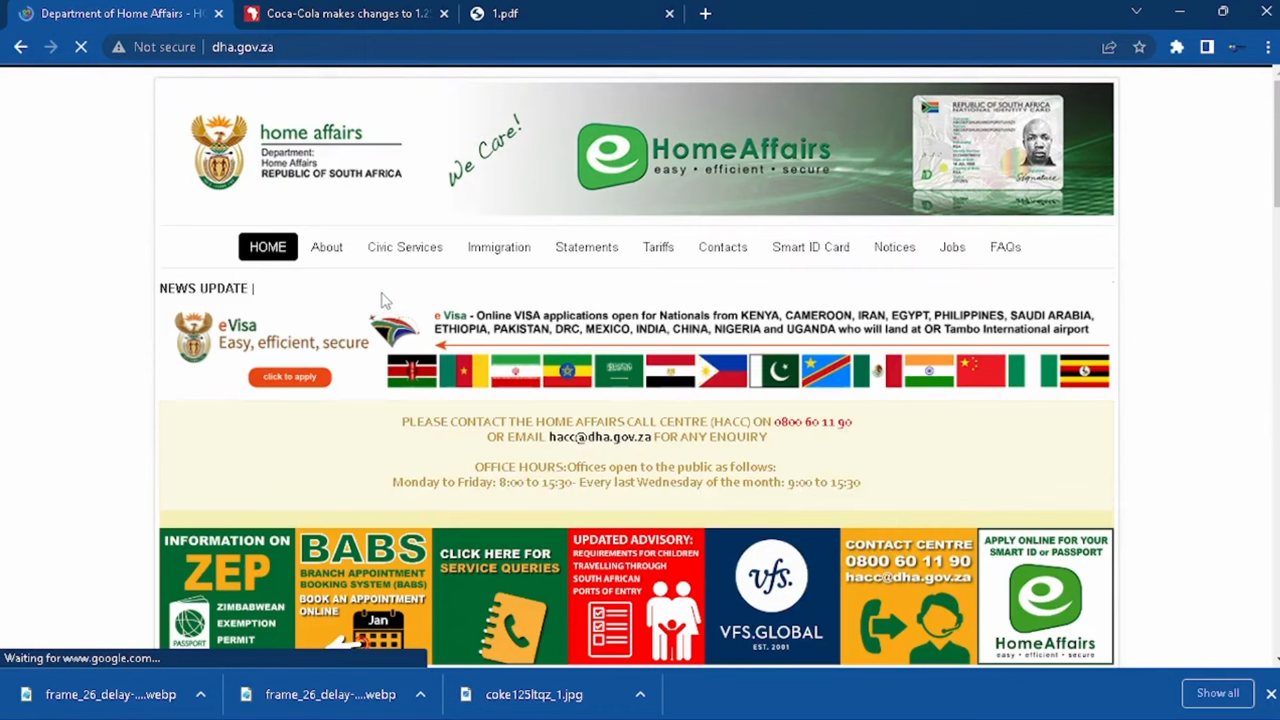 Department of Home Affairs - HO
Coca-Cola makes changes to 1.2
1.pdf
Not secure
dha.gov.za
home affairs
Department:
Home Affairs
REPUBLIC OF SOUTH AFRICA
We Care!
HomeAffairs
easy • efficient • secure
REPUBLIC OF SOUTH AFRICA
NATIONAL IDENTITY CARD
Signature
HOME
About
Civic Services
Immigration
Statements
Tariffs
Contacts
Smart ID Card
Notices
Jobs
FAQs
NEWS UPDATE |
eVisa
Easy, efficient, secure
click to apply
e Visa - Online VISA applications open for Nationals from KENYA, CAMEROON, IRAN, EGYPT, PHILIPPINES, SAUDI ARABIA,
ETHIOPIA, PAKISTAN, DRC, MEXICO, INDIA, CHINA, NIGERIA and UGANDA who will land at OR Tambo International airport
PLEASE CONTACT THE HOME AFFAIRS CALL CENTRE (HACC) ON 0800 60 11 90
OR EMAIL hacc@dha.gov.za FOR ANY ENQUIRY
OFFICE HOURS:Offices open to the public as follows:
Monday to Friday: 8:00 to 15:30- Every last Wednesday of the month: 9:00 to 15:30
INFORMATION ON
ZEP
ZIMBABWEAN
EXEMPTION
PERMIT
PASSPORT
BABS
BRANCH APPOINTMENT
BOOKING SYSTEM (BABS)
BOOK AN APPOINTMENT
ONLINE
Jan
CLICK HERE FOR
SERVICE QUERIES
UPDATED ADVISORY:
REQUIREMENTS FOR CHILDREN
TRAVELLING THROUGH
SOUTH AFRICAN
PORTS OF ENTRY
vfs.
VFS.GLOBAL
EST. 2001
CONTACT CENTRE
0800 60 11 90
hacc@dha.gov.za
APPLY ONLINE FOR YOUR
SMART ID or PASSPORT
HomeAffairs
easy • efficient • secure
Waiting for www.google.com...
frame_26_delay-....webp
frame_26_delay-....webp
coke125ltqz_1.jpg
Show all